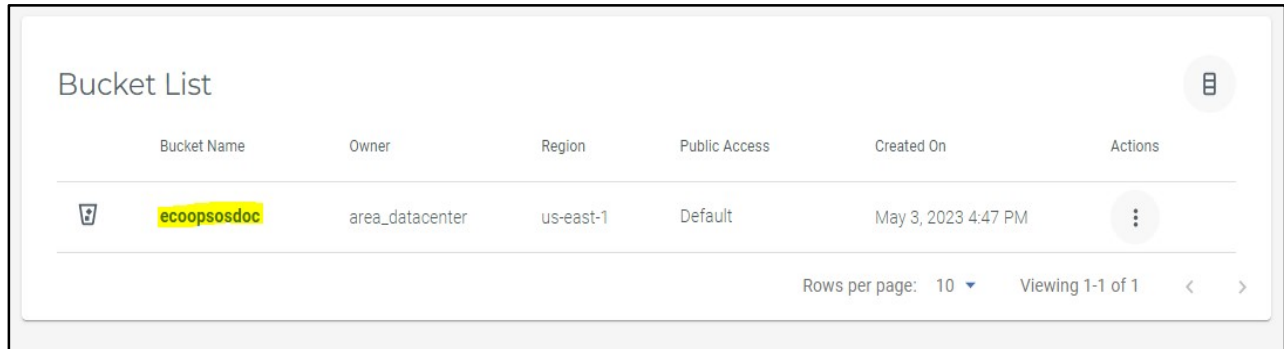 Bucket List
Bucket Name Owner Region Public Access Created On Actions
ecoopsosdoc area_datacenter us-east-1 Default May 3, 2023 4:47 PM
Rows per page: 10 Viewing 1-1 of 1